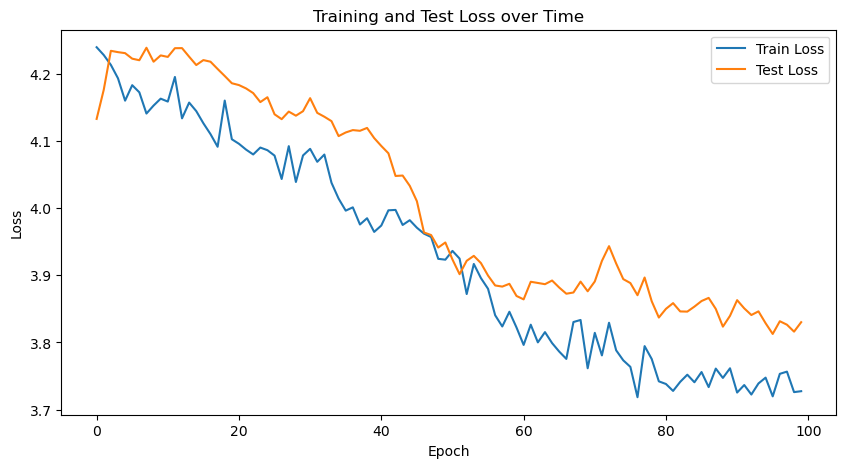 Training and Test Loss over Time
Train Loss
Test Loss
Loss
4.2
4.1
4.0
3.9
3.8
3.7
0
20
40
60
80
100
Epoch